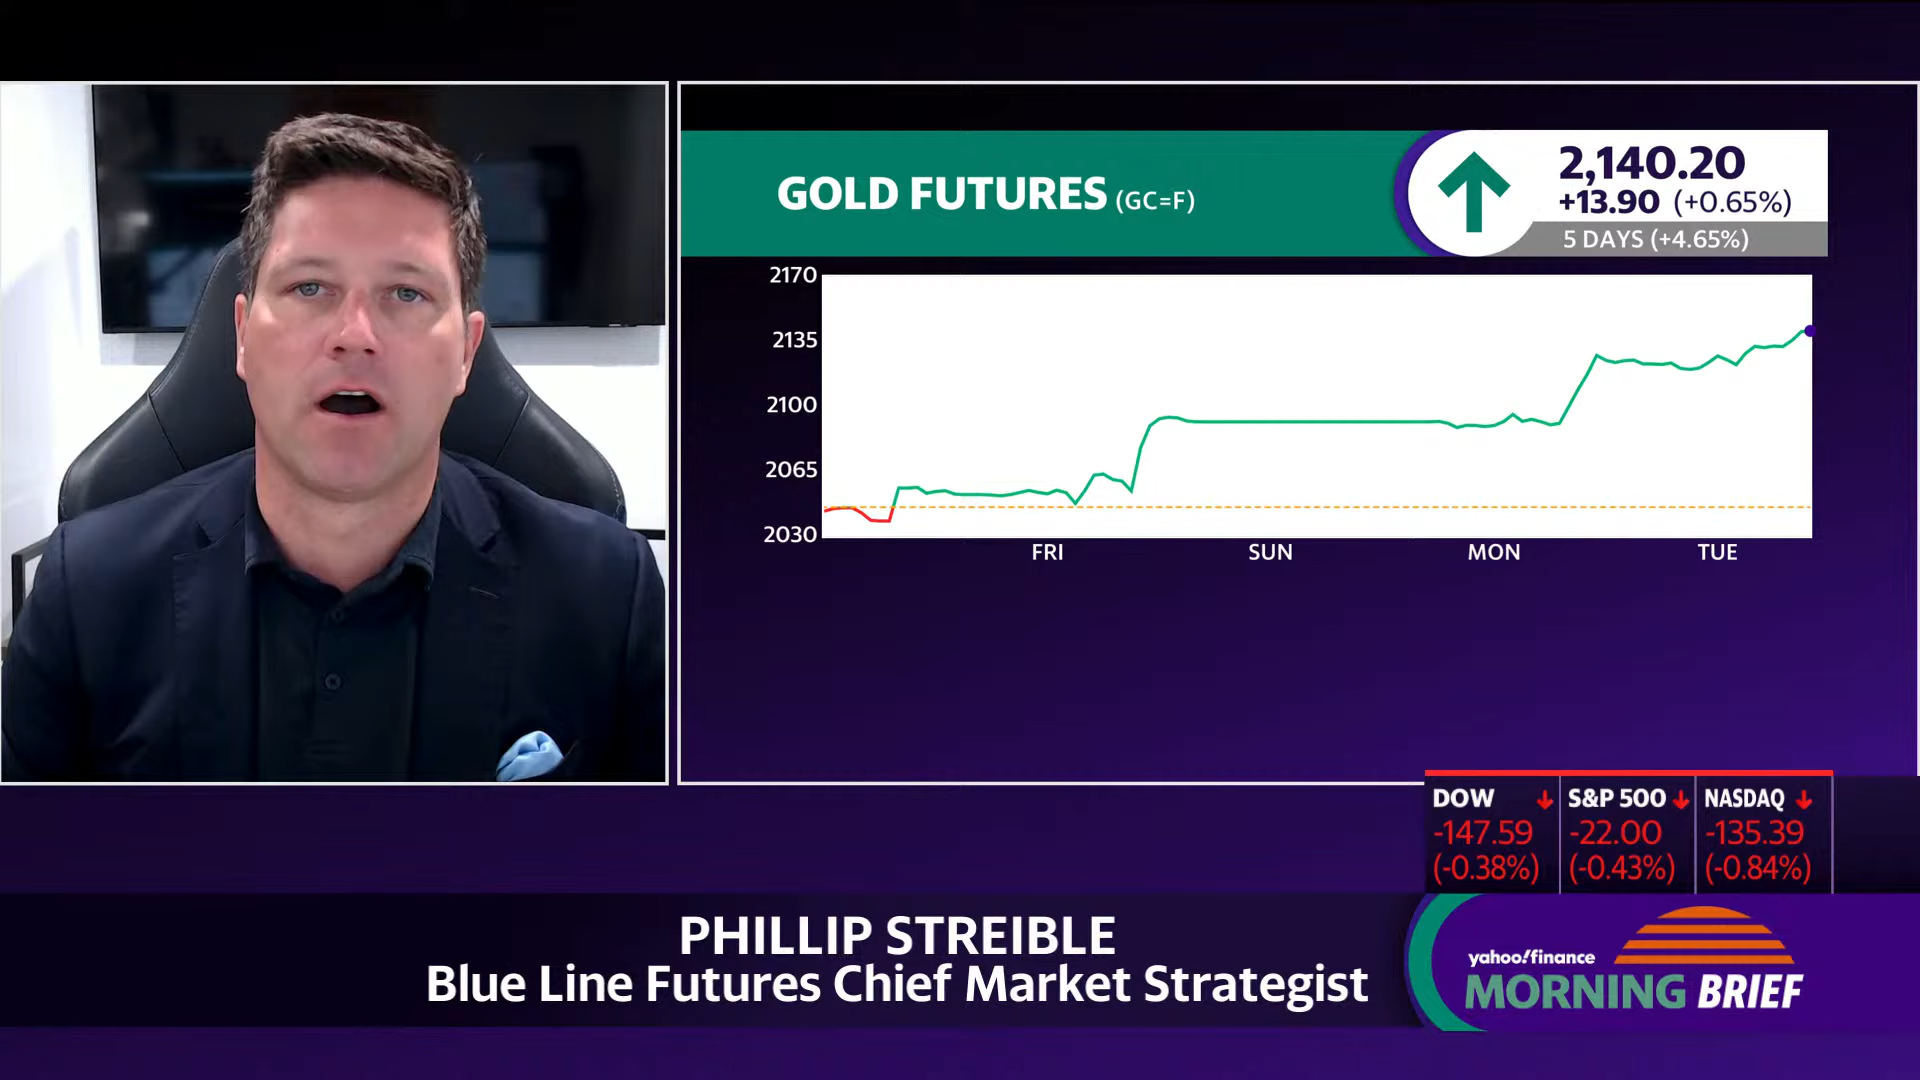 GOLD FUTURES (GC=F)
2,140.20
+13.90 (+0.65%)
5 DAYS (+4.65%)
2170
2135
2100
2065
2030
FRI SUN MON TUE
DOW
-147.59
(-0.38%)
S&P 500
-22.00
(-0.43%)
NASDAQ
-135.39
(-0.84%)
PHILLIP STREIBLE
Blue Line Futures Chief Market Strategist
yahoo!finance
MORNING BRIEF